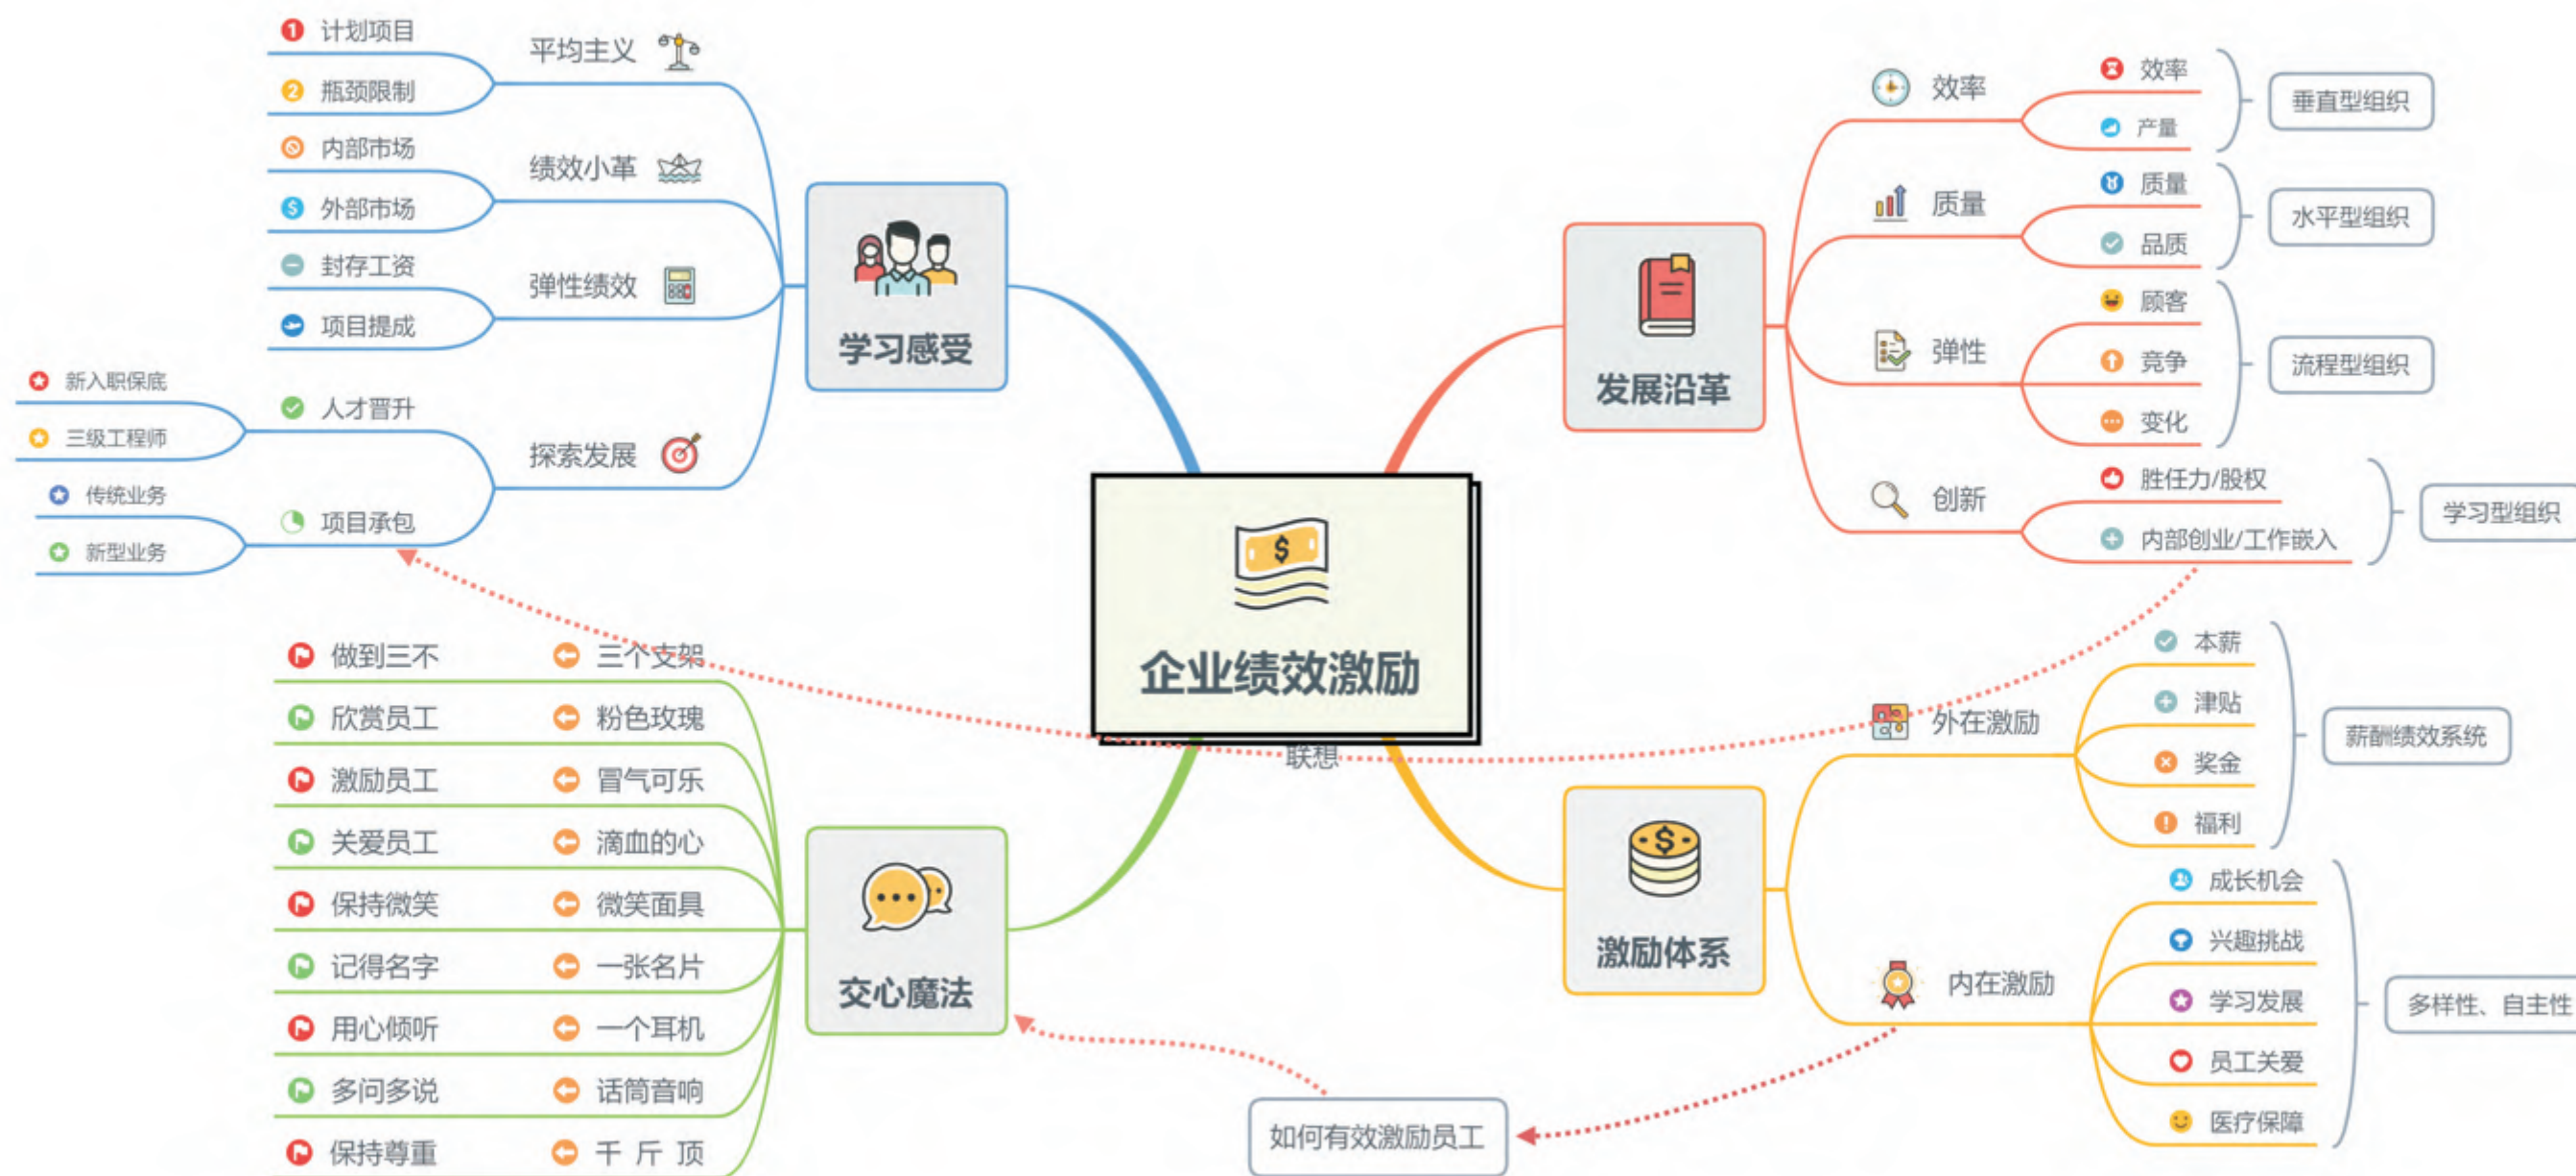 企业绩效激励
学习感受
平均主义
1 计划项目
2 瓶颈限制
绩效小革
内部市场
外部市场
弹性绩效
封存工资
项目提成
探索发展
人才晋升
新入职保底
三级工程师
项目承包
传统业务
新型业务
发展沿革
效率
效率
产量
垂直型组织
质量
质量
品质
水平型组织
弹性
顾客
竞争
变化
流程型组织
创新
胜任力/股权
内部创业/工作嵌入
学习型组织
联想
交心魔法
三个支架
做到三不
粉色玫瑰
欣赏员工
冒气可乐
激励员工
滴血的心
关爱员工
微笑面具
保持微笑
一张名片
记得名字
一个耳机
用心倾听
话筒音响
多问多说
千 斤 顶
保持尊重
激励体系
外在激励
本薪
津贴
奖金
福利
薪酬绩效系统
内在激励
成长机会
兴趣挑战
学习发展
员工关爱
医疗保障
多样性、自主性
如何有效激励员工